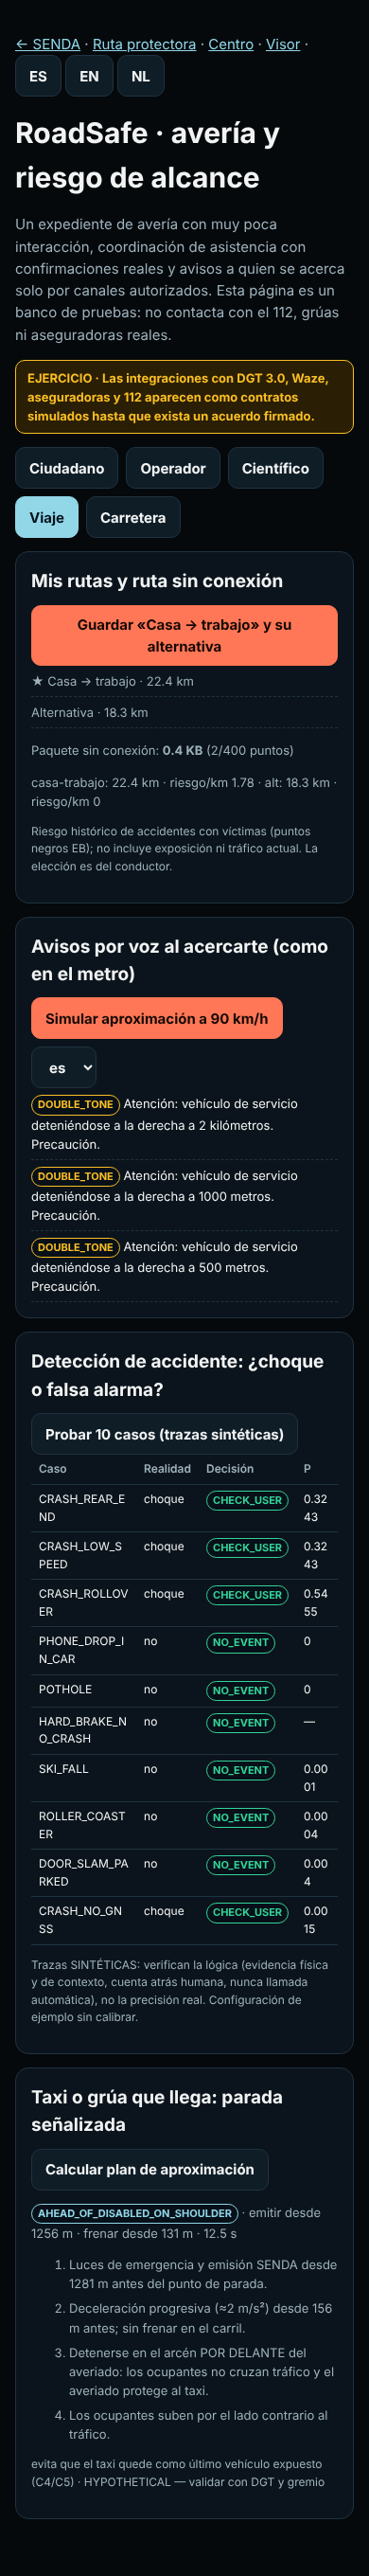 ← SENDA · Ruta protectora · Centro · Visor ·
ES EN NL
RoadSafe · avería y
riesgo de alcance
Un expediente de avería con muy poca
interacción, coordinación de asistencia con
confirmaciones reales y avisos a quien se acerca
solo por canales autorizados. Esta página es un
banco de pruebas: no contacta con el 112, grúas
ni aseguradoras reales.
EJERCICIO · Las integraciones con DGT 3.0, Waze,
aseguradoras y 112 aparecen como contratos
simulados hasta que exista un acuerdo firmado.
Ciudadano Operador Científico
Viaje Carretera
Mis rutas y ruta sin conexión
Guardar «Casa → trabajo» y su
alternativa
★ Casa → trabajo · 22.4 km
Alternativa · 18.3 km
Paquete sin conexión: 0.4 KB (2/400 puntos)
casa-trabajo: 22.4 km · riesgo/km 1.78 · alt: 18.3 km ·
riesgo/km 0
Riesgo histórico de accidentes con víctimas (puntos
negros EB); no incluye exposición ni tráfico actual. La
elección es del conductor.
Avisos por voz al acercarte (como
en el metro)
Simular aproximación a 90 km/h
es
DOUBLE_TONE Atención: vehículo de servicio
deteniéndose a la derecha a 2 kilómetros.
Precaución.
DOUBLE_TONE Atención: vehículo de servicio
deteniéndose a la derecha a 1000 metros.
Precaución.
DOUBLE_TONE Atención: vehículo de servicio
deteniéndose a la derecha a 500 metros.
Precaución.
Detección de accidente: ¿choque
o falsa alarma?
Probar 10 casos (trazas sintéticas)
Caso Realidad Decisión P
CRASH_REAR_E choque CHECK_USER 0.32
ND 43
CRASH_LOW_S choque CHECK_USER 0.32
PEED 43
CRASH_ROLLOV choque CHECK_USER 0.54
ER 55
PHONE_DROP_I no NO_EVENT 0
N_CAR
POTHOLE no NO_EVENT 0
HARD_BRAKE_N no NO_EVENT —
O_CRASH
SKI_FALL no NO_EVENT 0.00
01
ROLLER_COAST no NO_EVENT 0.00
ER 04
DOOR_SLAM_PA no NO_EVENT 0.00
RKED 4
CRASH_NO_GN choque CHECK_USER 0.00
SS 15
Trazas SINTÉTICAS: verifican la lógica (evidencia física
y de contexto, cuenta atrás humana, nunca llamada
automática), no la precisión real. Configuración de
ejemplo sin calibrar.
Taxi o grúa que llega: parada
señalizada
Calcular plan de aproximación
AHEAD_OF_DISABLED_ON_SHOULDER · emitir desde
1256 m · frenar desde 131 m · 12.5 s
1. Luces de emergencia y emisión SENDA desde
1281 m antes del punto de parada.
2. Deceleración progresiva (≈2 m/s²) desde 156
m antes; sin frenar en el carril.
3. Detenerse en el arcén POR DELANTE del
averiado: los ocupantes no cruzan tráfico y el
averiado protege al taxi.
4. Los ocupantes suben por el lado contrario al
tráfico.
evita que el taxi quede como último vehículo expuesto
(C4/C5) · HYPOTHETICAL — validar con DGT y gremio